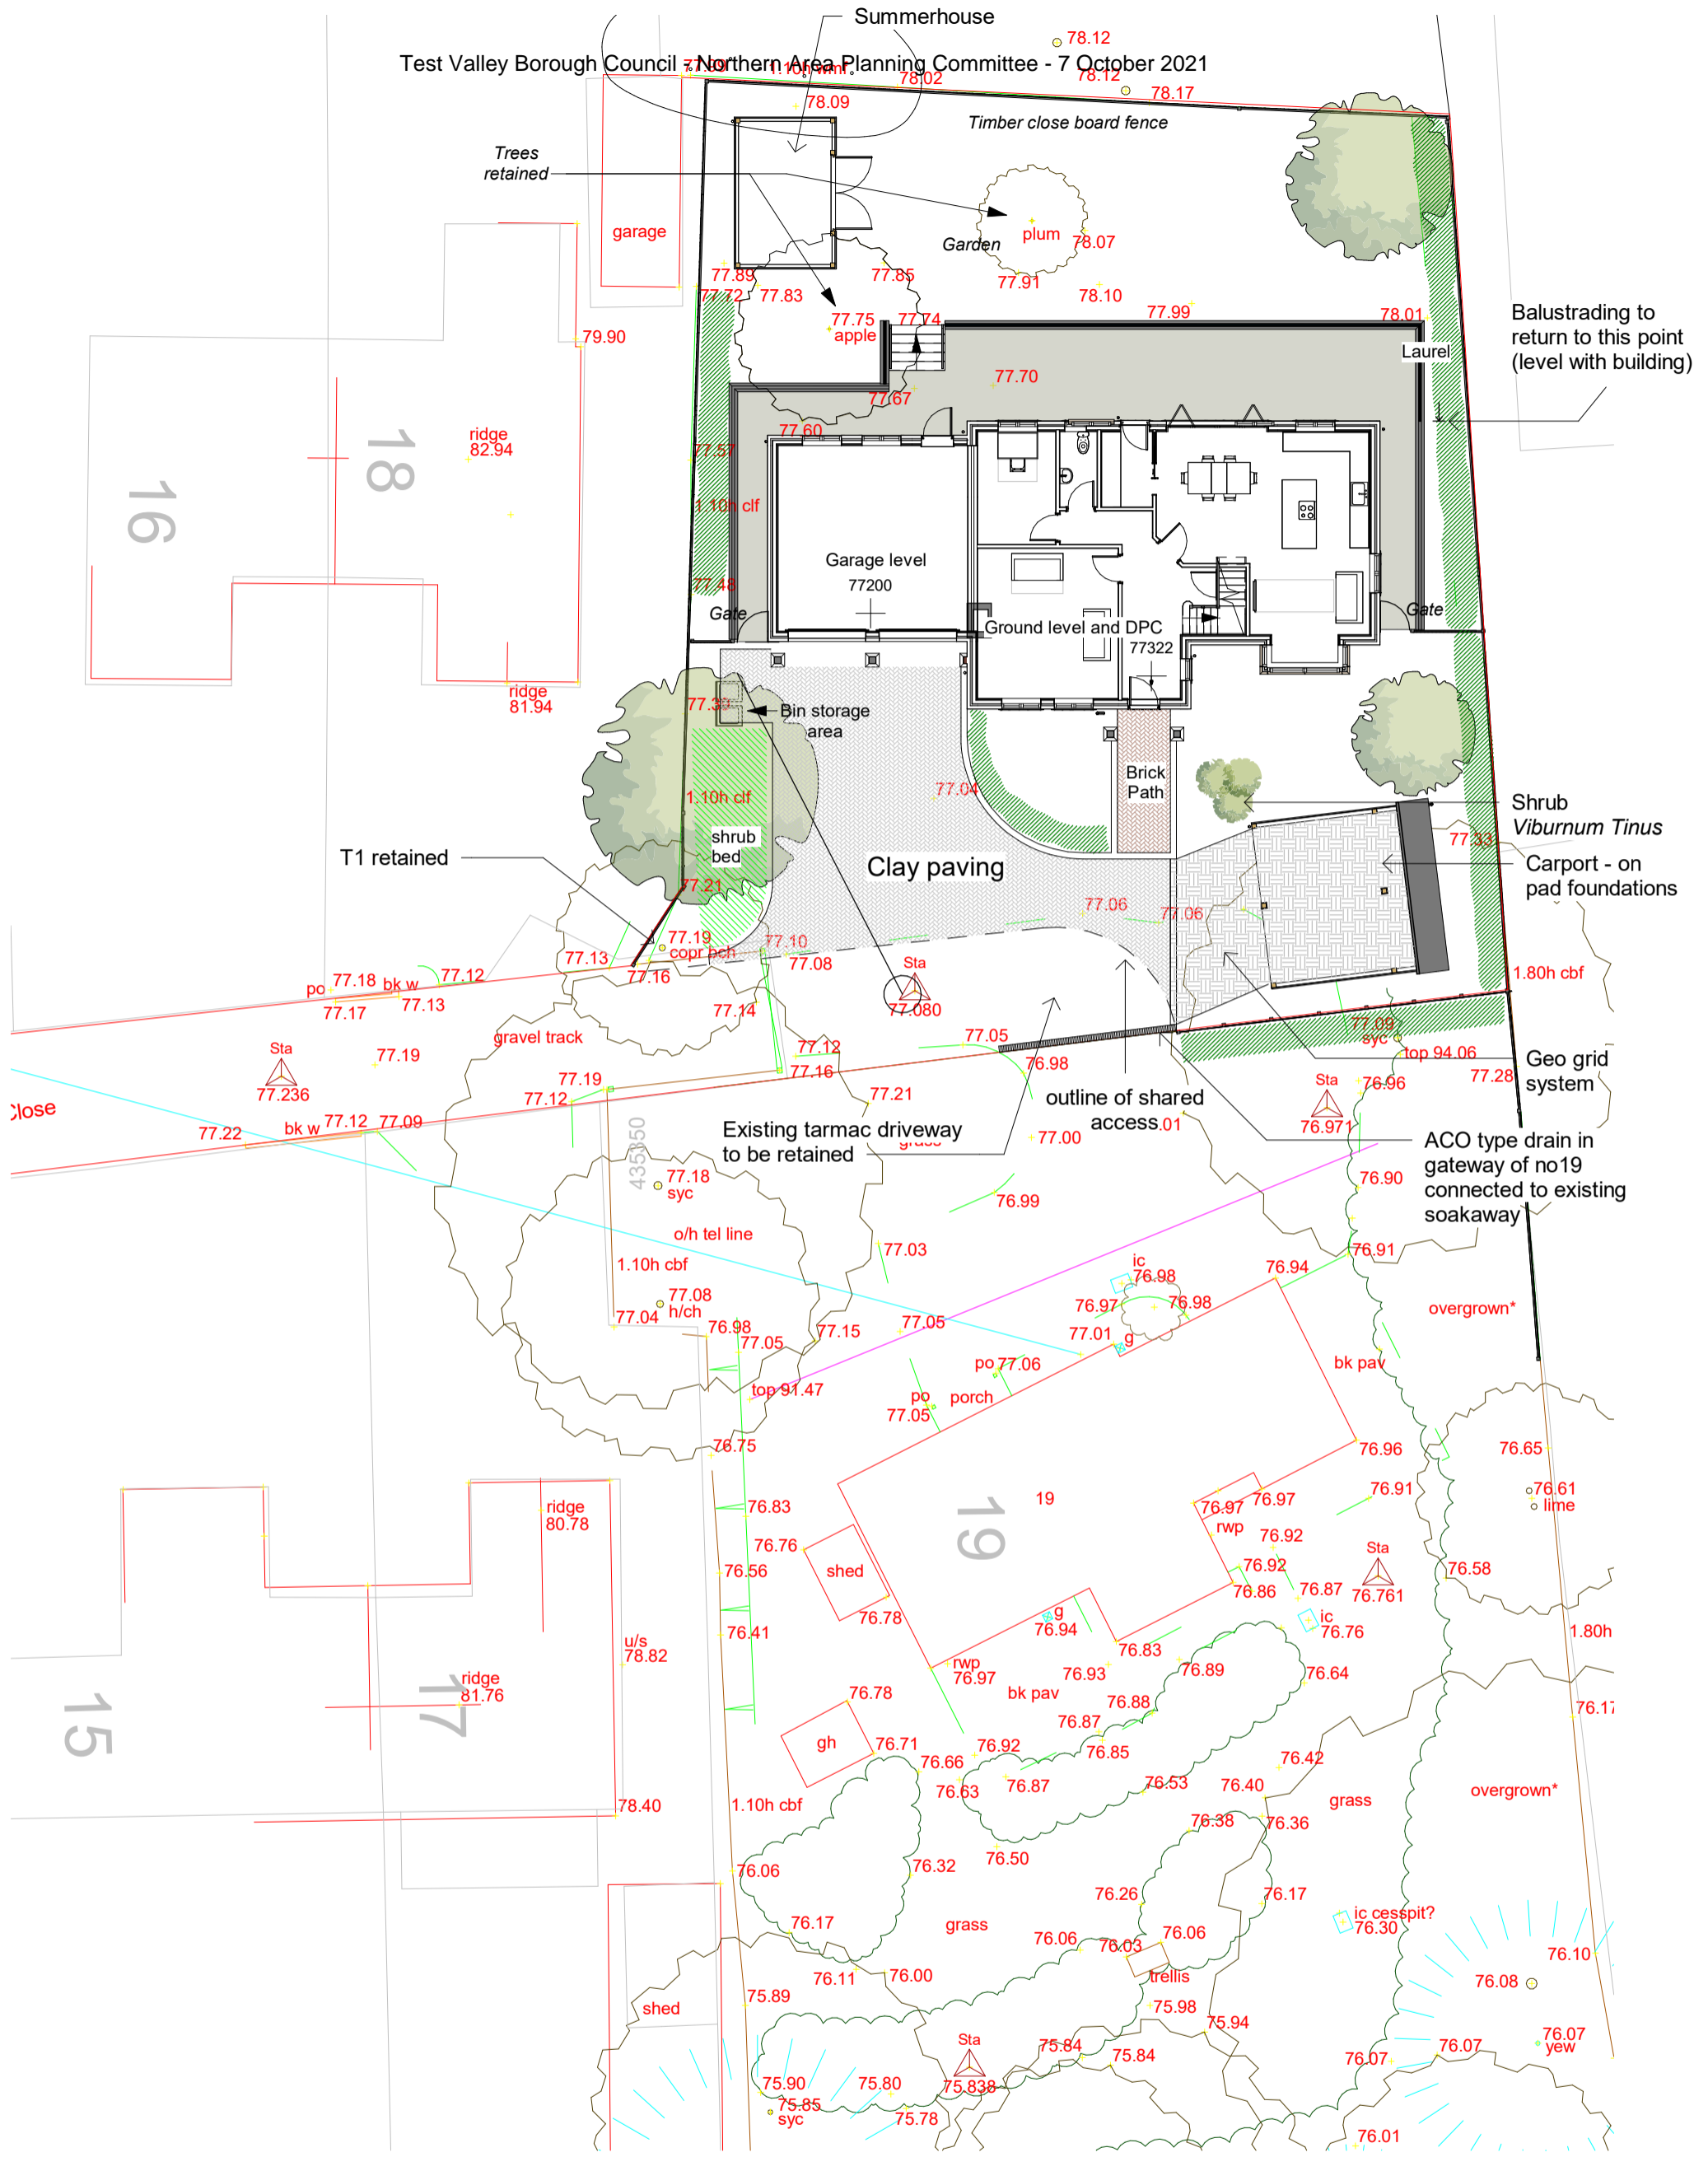 Summerhouse
78.12
Test Valley Borough Council - Northern Area Planning Committee - 7 October 2021
1.10h wmf
78.02
78.12
78.17
78.09
Timber close board fence
Trees
retained
garage
Garden
plum
78.07
77.89
77.85
77.91
77.72
77.83
78.10
77.99
78.01
77.75
apple
77.74
79.90
Balustrading to
return to this point
(level with building)
Laurel
77.70
77.67
77.60
77.57
18
16
ridge
82.94
1.10h clf
Garage level
77200
77.48
Gate
Gate
Ground level and DPC
77322
ridge
81.94
Bin storage
area
77.04
1.10h clf
Brick
Path
shrub
bed
Shrub
Viburnum Tinus
77.33
T1 retained
Clay paving
Carport - on
pad foundations
77.21
77.06
77.06
77.19
copr bch
77.10
77.08
77.13
77.16
Sta
77.080
1.80h cbf
po
77.18
bk w
77.12
77.17
77.13
77.14
gravel track
77.05
77.09
syc
top 94.06
Sta
77.236
77.19
77.12
77.16
76.98
Geo grid
system
77.28
77.19
77.12
77.21
Sta
76.971
76.96
outline of shared
access
.01
Close
77.22
bk w
77.12
77.09
435350
Existing tarmac driveway
to be retained
grass
77.00
ACO type drain in
gateway of no19
connected to existing
soakaway
77.18
syc
76.99
76.90
o/h tel line
77.03
76.91
1.10h cbf
ic
76.98
76.94
77.08
h/ch
77.04
76.98
77.05
77.15
77.05
76.97
76.98
77.01
g
overgrown*
po
77.06
bk pav
top 91.47
po
77.05
porch
76.75
76.96
76.65
19
19
76.97
76.97
76.91
76.61
lime
ridge
80.78
76.83
rwp
76.76
76.92
shed
76.56
76.92
76.86
76.87
Sta
76.761
76.58
76.78
g
76.94
ic
76.76
76.41
76.83
1.80h
u/s
78.82
rwp
76.97
76.93
76.89
76.64
ridge
81.76
17
15
bk pav
76.78
76.88
76.17
76.87
gh
76.71
76.92
76.85
76.66
76.63
76.87
76.53
76.42
76.40
grass
overgrown*
78.40
1.10h cbf
76.38
76.36
76.50
76.06
76.32
76.26
76.17
76.17
grass
ic cesspit?
76.30
76.06
76.03
76.06
76.10
76.11
76.00
trellis
76.08
75.89
shed
75.98
75.94
Sta
75.838
75.84
75.84
76.07
yew
76.07
76.07
75.90
75.85
syc
75.80
75.78
76.01